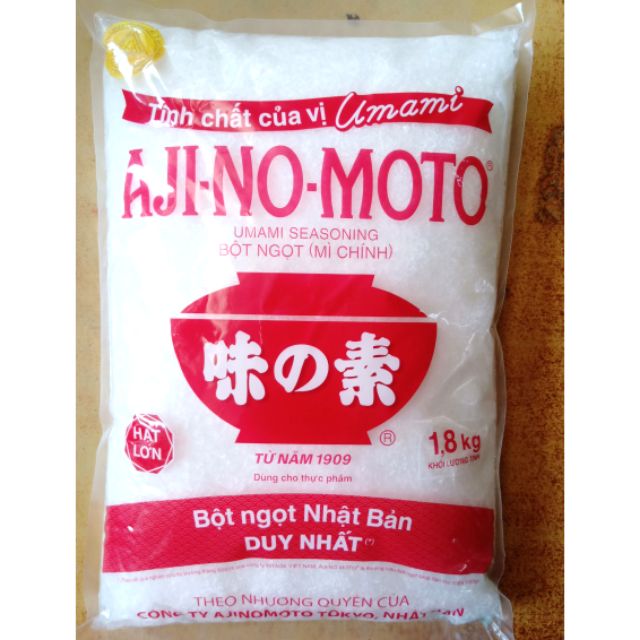 Tinh chất của vị Umami
AJI-NO-MOTO®
UMAMI SEASONING
BỘT NGỌT (MÌ CHÍNH)
味の素
®
HẠT
LỚN
TỪ NĂM 1909
Dùng cho thực phẩm
1,8 kg
KHỐI LƯỢNG TỊNH
Bột ngọt Nhật Bản
DUY NHẤT (*)
THEO NHƯỢNG QUYỀN CỦA
CÔNG TY AJINOMOTO TOKYO, NHẬT BẢN